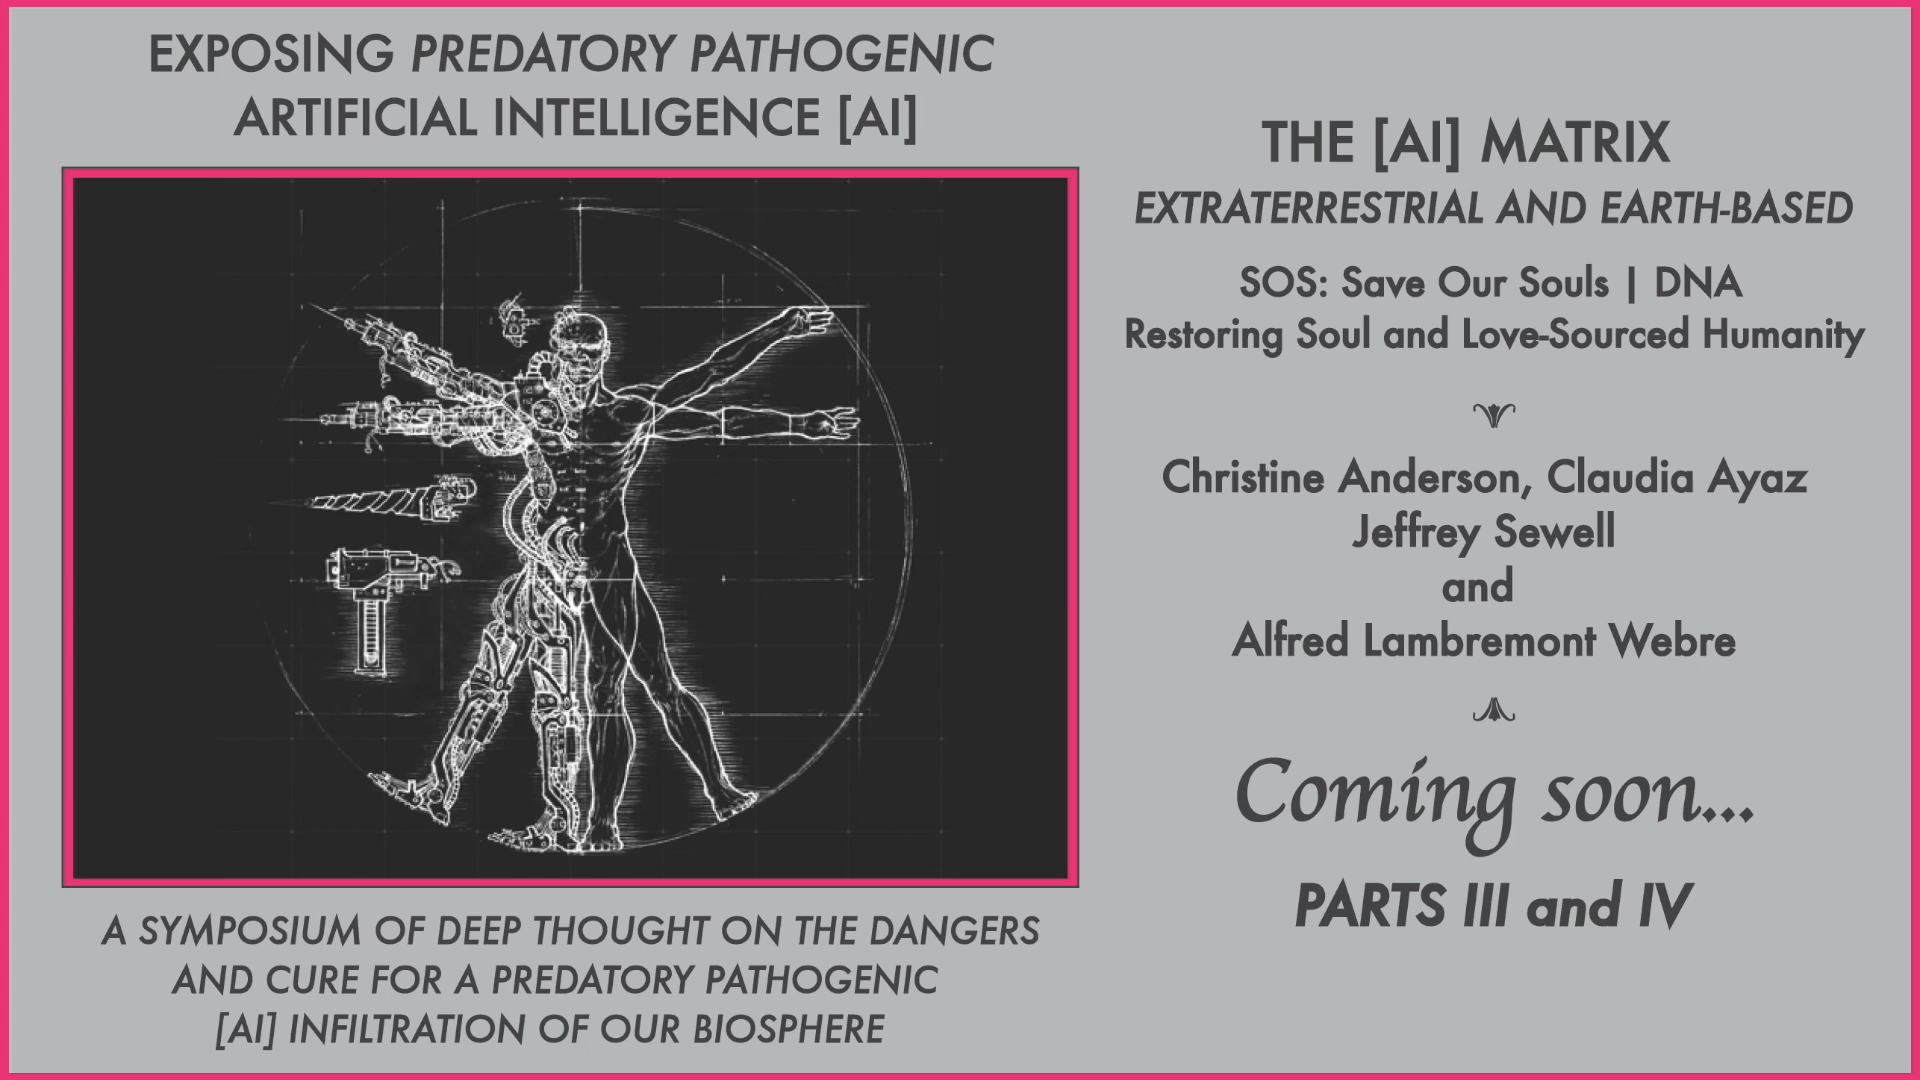 EXPOSING PREDATORY PATHOGENIC
ARTIFICIAL INTELLIGENCE [AI]
A SYMPOSIUM OF DEEP THOUGHT ON THE DANGERS
AND CURE FOR A PREDATORY PATHOGENIC
[AI] INFILTRATION OF OUR BIOSPHERE
THE [AI] MATRIX
EXTRATERRESTRIAL AND EARTH-BASED
SOS: Save Our Souls | DNA
Restoring Soul and Love-Sourced Humanity
Christine Anderson, Claudia Ayaz
Jeffrey Sewell
and
Alfred Lambremont Webre
Coming soon...
PARTS III and IV